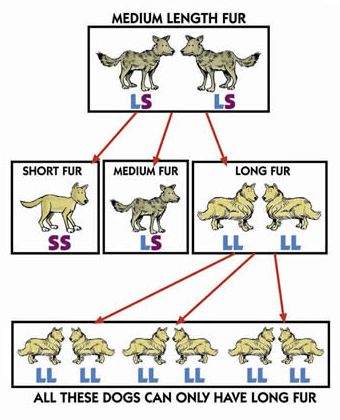 MEDIUM LENGTH FUR
LS LS
SHORT FUR MEDIUM FUR LONG FUR
SS LS LL LL
LL LL LL LL LL LL
ALL THESE DOGS CAN ONLY HAVE LONG FUR